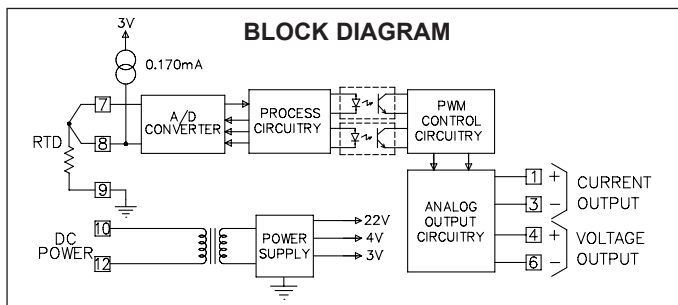 BLOCK DIAGRAM
3V
0.170mA
7
8
9
RTD
A/D
CONVERTER
PROCESS
CIRCUITRY
PWM
CONTROL
CIRCUITRY
ANALOG
OUTPUT
CIRCUITRY
1 +
3 −
CURRENT
OUTPUT
4 +
6 −
VOLTAGE
OUTPUT
10
12
DC
POWER
POWER
SUPPLY
22V
4V
3V